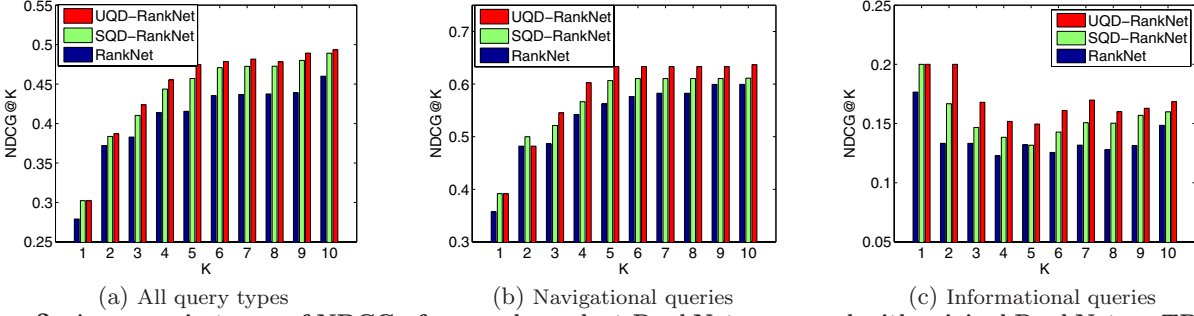 0.55
0.5
0.45
0.4
0.35
0.3
0.25
NDCG@K
UQD−RankNet
SQD−RankNet
RankNet
1 2 3 4 5 6 7 8 9 10
K
(a) All query types
0.7
0.6
0.5
0.4
0.3
NDCG@K
UQD−RankNet
SQD−RankNet
RankNet
1 2 3 4 5 6 7 8 9 10
K
(b) Navigational queries
0.2
0.15
0.1
0.05
NDCG@K
UQD−RankNet
SQD−RankNet
RankNet
1 2 3 4 5 6 7 8 9 10
K
(c) Informational queries